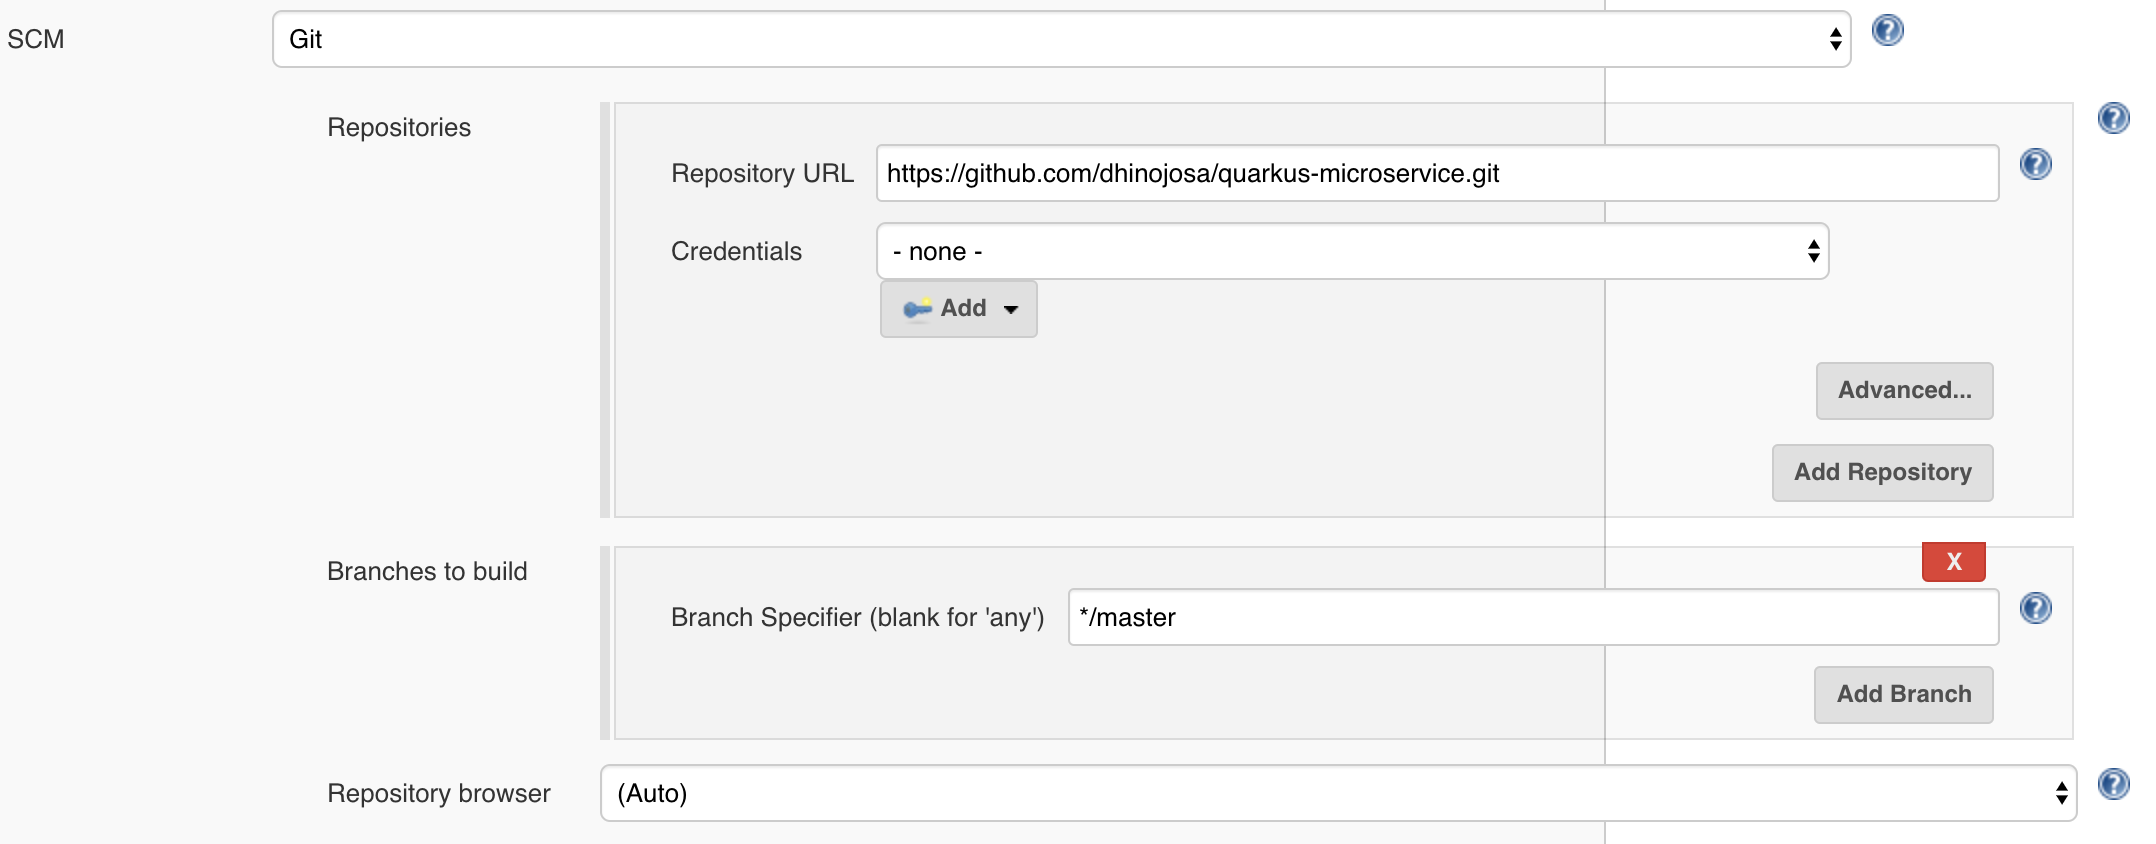 SCM
Git
Repositories
Repository URL
https://github.com/dhinojosa/quarkus-microservice.git
Credentials
- none -
Add
Advanced...
Add Repository
Branches to build
X
Branch Specifier (blank for 'any')
*/master
Add Branch
Repository browser
(Auto)